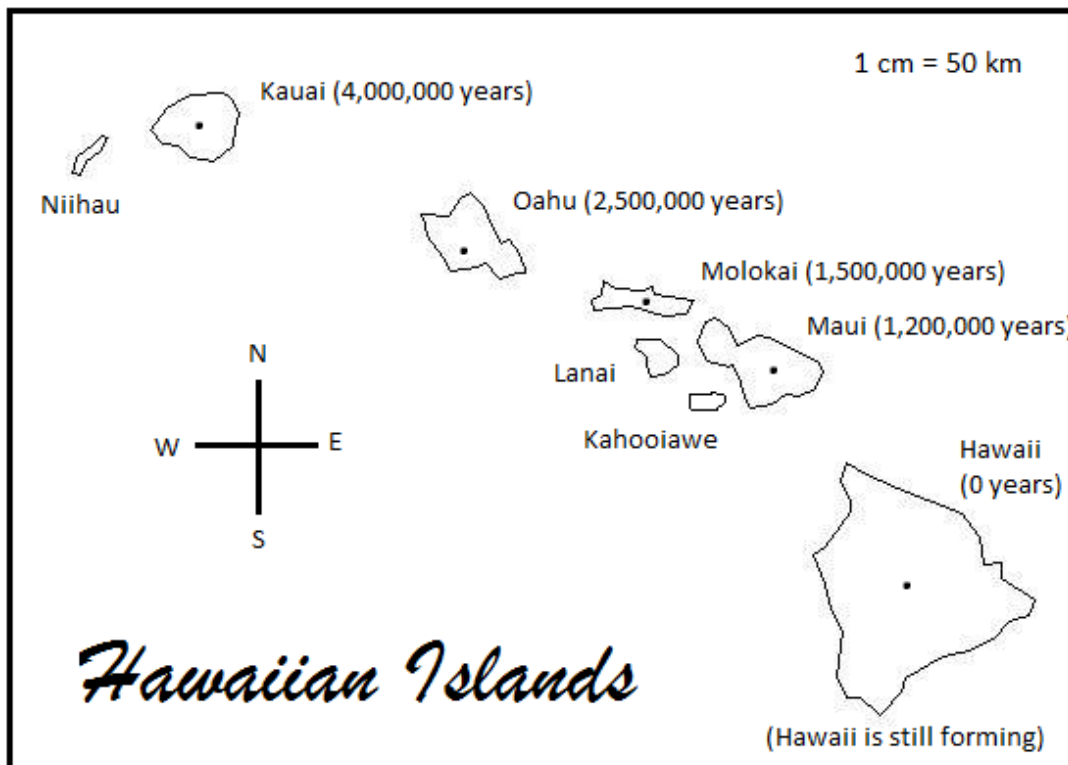 1 cm = 50 km
Kauai (4,000,000 years)
Niihau
Oahu (2,500,000 years)
Molokai (1,500,000 years)
Maui (1,200,000 years)
Lanai
Kahooiawe
N
W
E
S
Hawaii
(0 years)
Hawaiian Islands
(Hawaii is still forming)